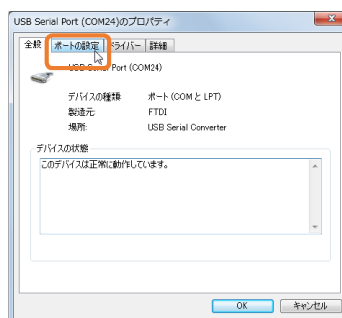 USB Serial Port (COM24)のプロパティ
全般 ポートの設定 ドライバー 詳細
USB Serial Port (COM24)
デバイスの種類: ポート (COM と LPT)
製造元: FTDI
場所: USB Serial Converter
デバイスの状態
このデバイスは正常に動作しています。
OK キャンセル